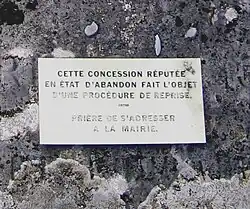 CETTE CONCESSION RÉPUTÉE
EN ÉTAT D'ABANDON FAIT L'OBJET
D'UNE PROCÉDURE DE REPRISE.
PRIÈRE DE S'ADRESSER
A LA MAIRIE.